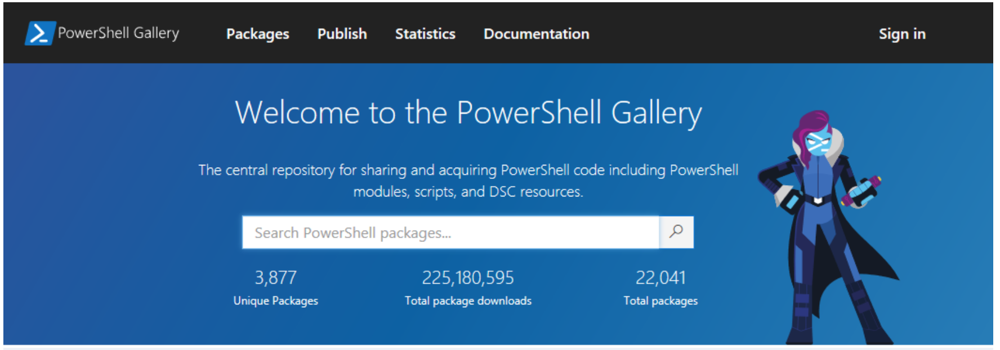 PowerShell Gallery
Packages
Publish
Statistics
Documentation
Sign in
Welcome to the PowerShell Gallery
The central repository for sharing and acquiring PowerShell code including PowerShell
modules, scripts, and DSC resources.
Search PowerShell packages...
3,877
Unique Packages
225,180,595
Total package downloads
22,041
Total packages